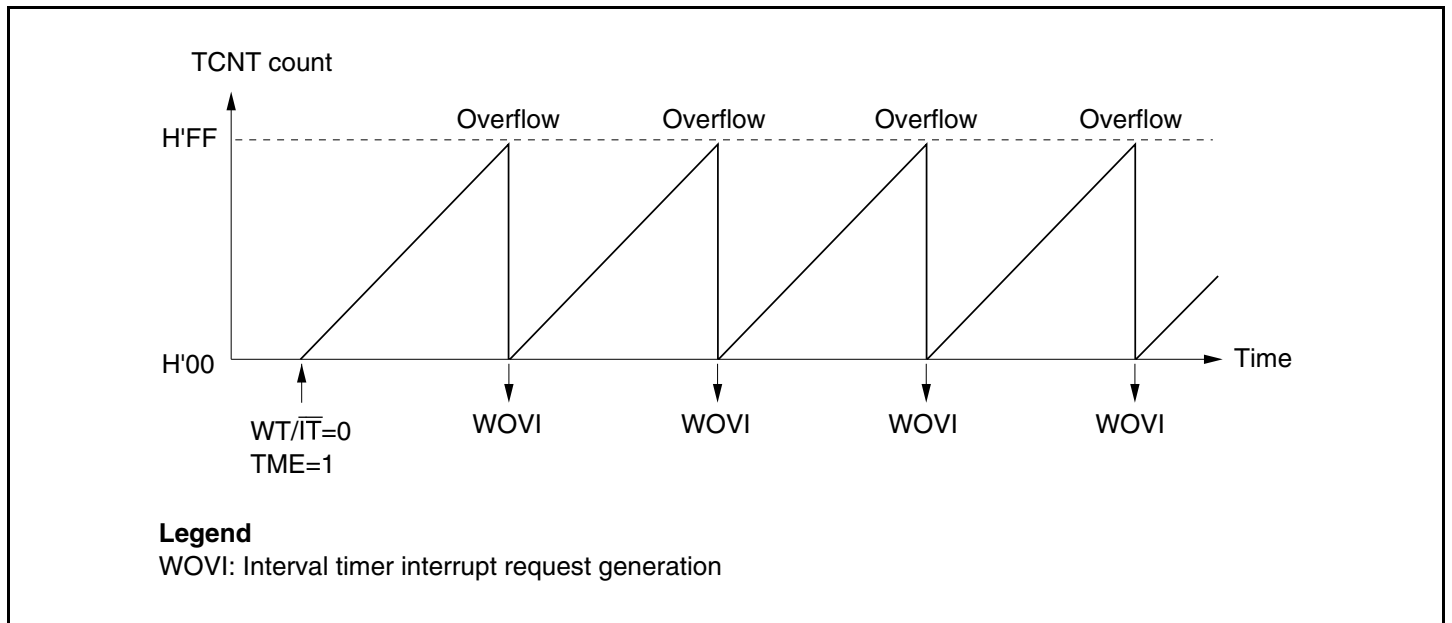 TCNT count
Overflow Overflow Overflow Overflow
H'FF
H'00
Time
WT/I̅T̅=0
TME=1
WOVI WOVI WOVI WOVI
Legend
WOVI: Interval timer interrupt request generation